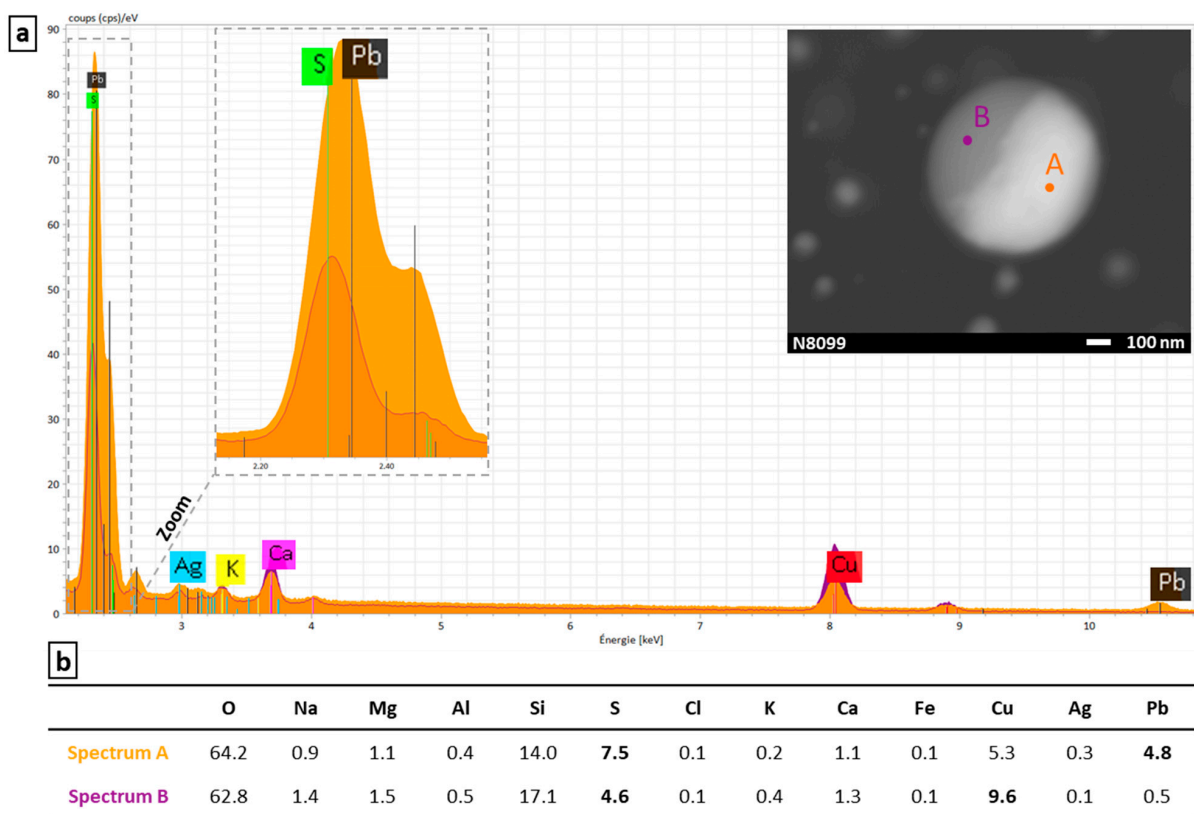 a
coups (cps)/eV
90
80
70
60
50
40
30
20
10
0
Pb
S
S
Pb
2.20
2.40
Zoom
B
A
N8099
100 nm
Ag
K
Ca
Cu
Pb
3
4
5
6
7
8
9
10
Énergie [keV]
b
O Na Mg Al Si S Cl K Ca Fe Cu Ag Pb
Spectrum A 64.2 0.9 1.1 0.4 14.0 7.5 0.1 0.2 1.1 0.1 5.3 0.3 4.8
Spectrum B 62.8 1.4 1.5 0.5 17.1 4.6 0.1 0.4 1.3 0.1 9.6 0.1 0.5